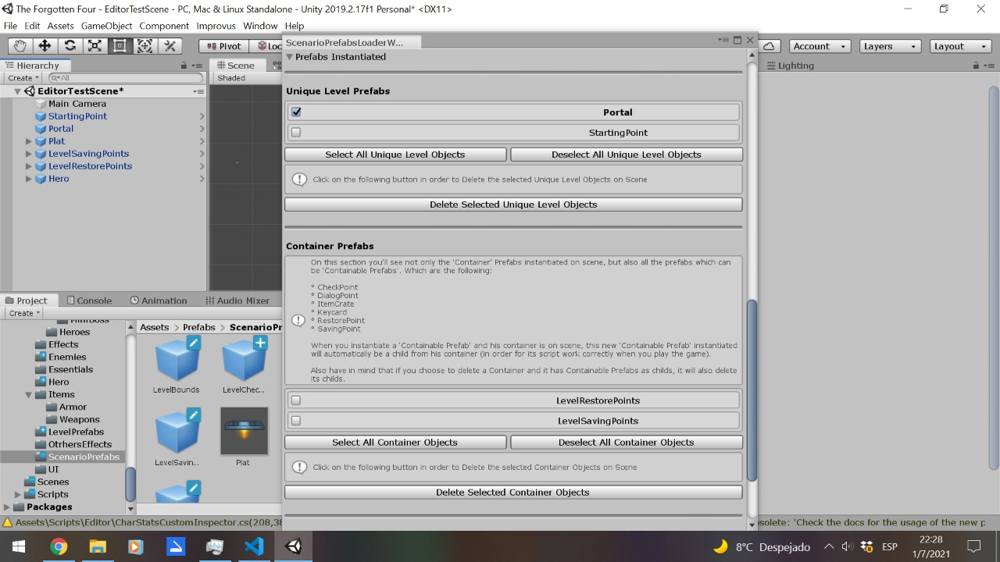 The Forgotten Four - EditorTestScene - PC, Mac & Linux Standalone - Unity 2019.2.17f1 Personal* <DX11>
File Edit Assets GameObject Component Improvus Window Help
Pivot Loc Account Layers Layout
ScenarioPrefabsLoaderW...
Prefabs Instantiated
Hierarchy
Create All
EditorTestScene*
Main Camera
StartingPoint
Portal
Plat
LevelSavingPoints
LevelRestorePoints
Hero
Scene
Shaded
Lighting
Unique Level Prefabs
Portal
StartingPoint
Select All Unique Level Objects Deselect All Unique Level Objects
Click on the following button in order to Delete the selected Unique Level Objects on Scene
Delete Selected Unique Level Objects
Container Prefabs
On this section you'll see not only the 'Container' Prefabs instantiated on scene, but also all the prefabs which can
be 'Containable Prefabs'. Which are the following:
° CheckPoint
° DialogPoint
° ItemCrate
° Keycard
° RestorePoint
° SavingPoint
When you instantiate a 'Containable Prefab' and his container is on scene, this new 'Containable Prefab' instantiated
will automatically be a child from his container (in order for its script work correctly when you play the game).
Also have in mind that if you choose to delete a Container and it has Containable Prefabs as childs, it will also delete
its childs.
LevelRestorePoints
LevelSavingPoints
Select All Container Objects Deselect All Container Objects
Click on the following button in order to Delete the selected Container Objects on Scene
Delete Selected Container Objects
Project Console Animation Audio Mixer
Create
MiniBoss
Heroes
Effects
Enemies
Essentials
Hero
Items
Armor
Weapons
LevelPrefabs
OtrhersEffects
ScenarioPrefabs
UI
Scenes
Scripts
Packages
Assets > Prefabs > ScenarioPr
LevelBounds LevelChec...
LevelSavin... Plat
Assets\Scripts\Editor\CharStatsCustomInspector.cs(208,38 solete: 'Check the docs for the usage of the new p
8°C Despejado ESP
22:28
1/7/2021